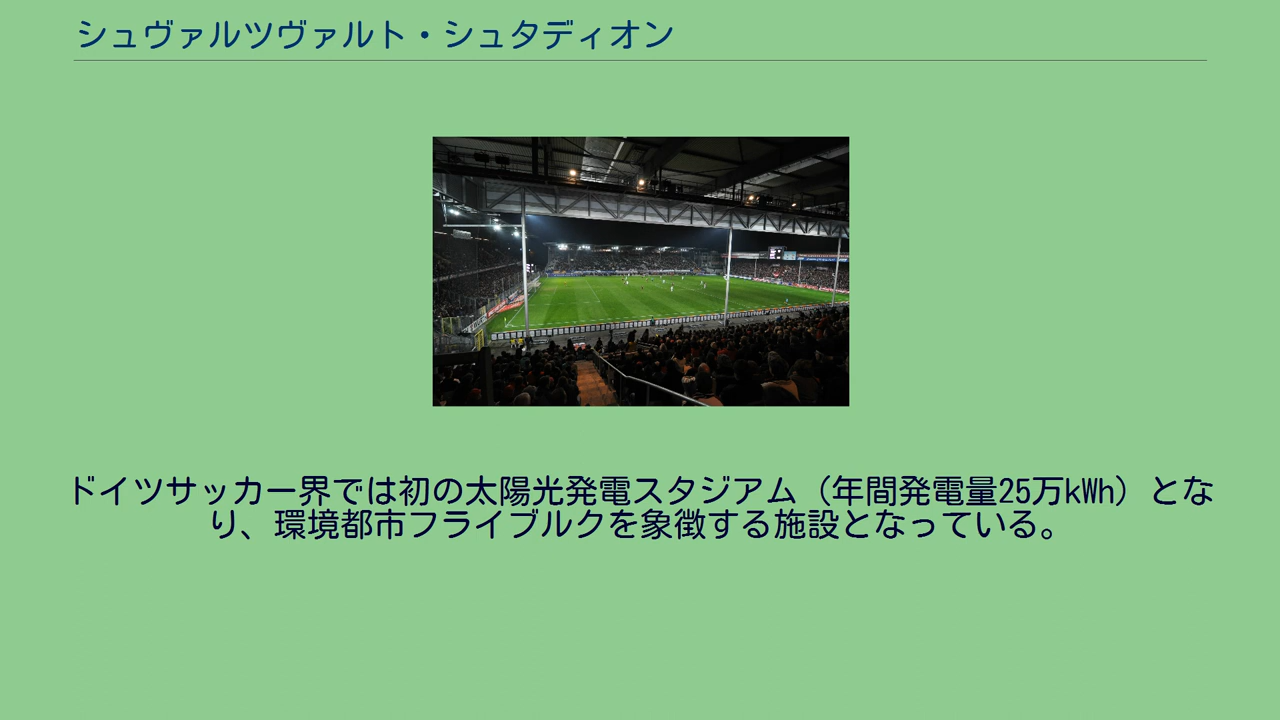 シュヴァルツヴァルト・シュタディオン
ドイツサッカー界では初の太陽光発電スタジアム（年間発電量25万kWh）とな
り、環境都市フライブルクを象徴する施設となっている。